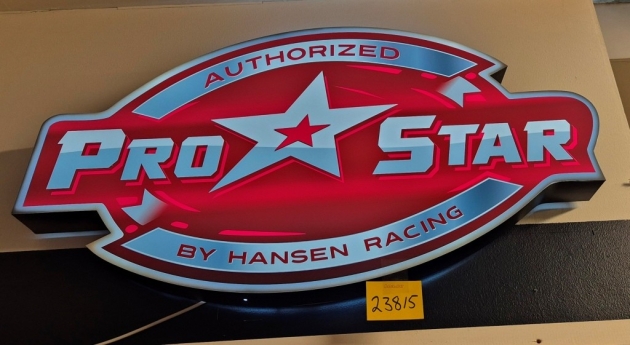 AUTHORIZED
PRO STAR
BY HANSEN RACING
23815